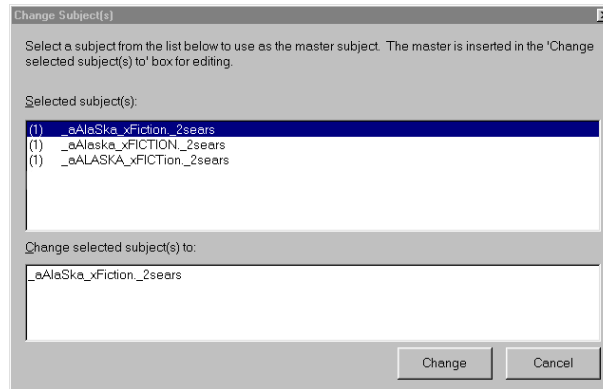 Change Subject(s)
Select a subject from the list below to use as the master subject. The master is inserted in the 'Change
selected subject(s) to' box for editing.
Selected subject(s):
(1) _aAlaSka_xFiction._2sears
(1) _aAlaska_xFICTION._2sears
(1) _aALASKA_xFICTion._2sears
Change selected subject(s) to:
_aAlaSka_xFiction._2sears
Change Cancel